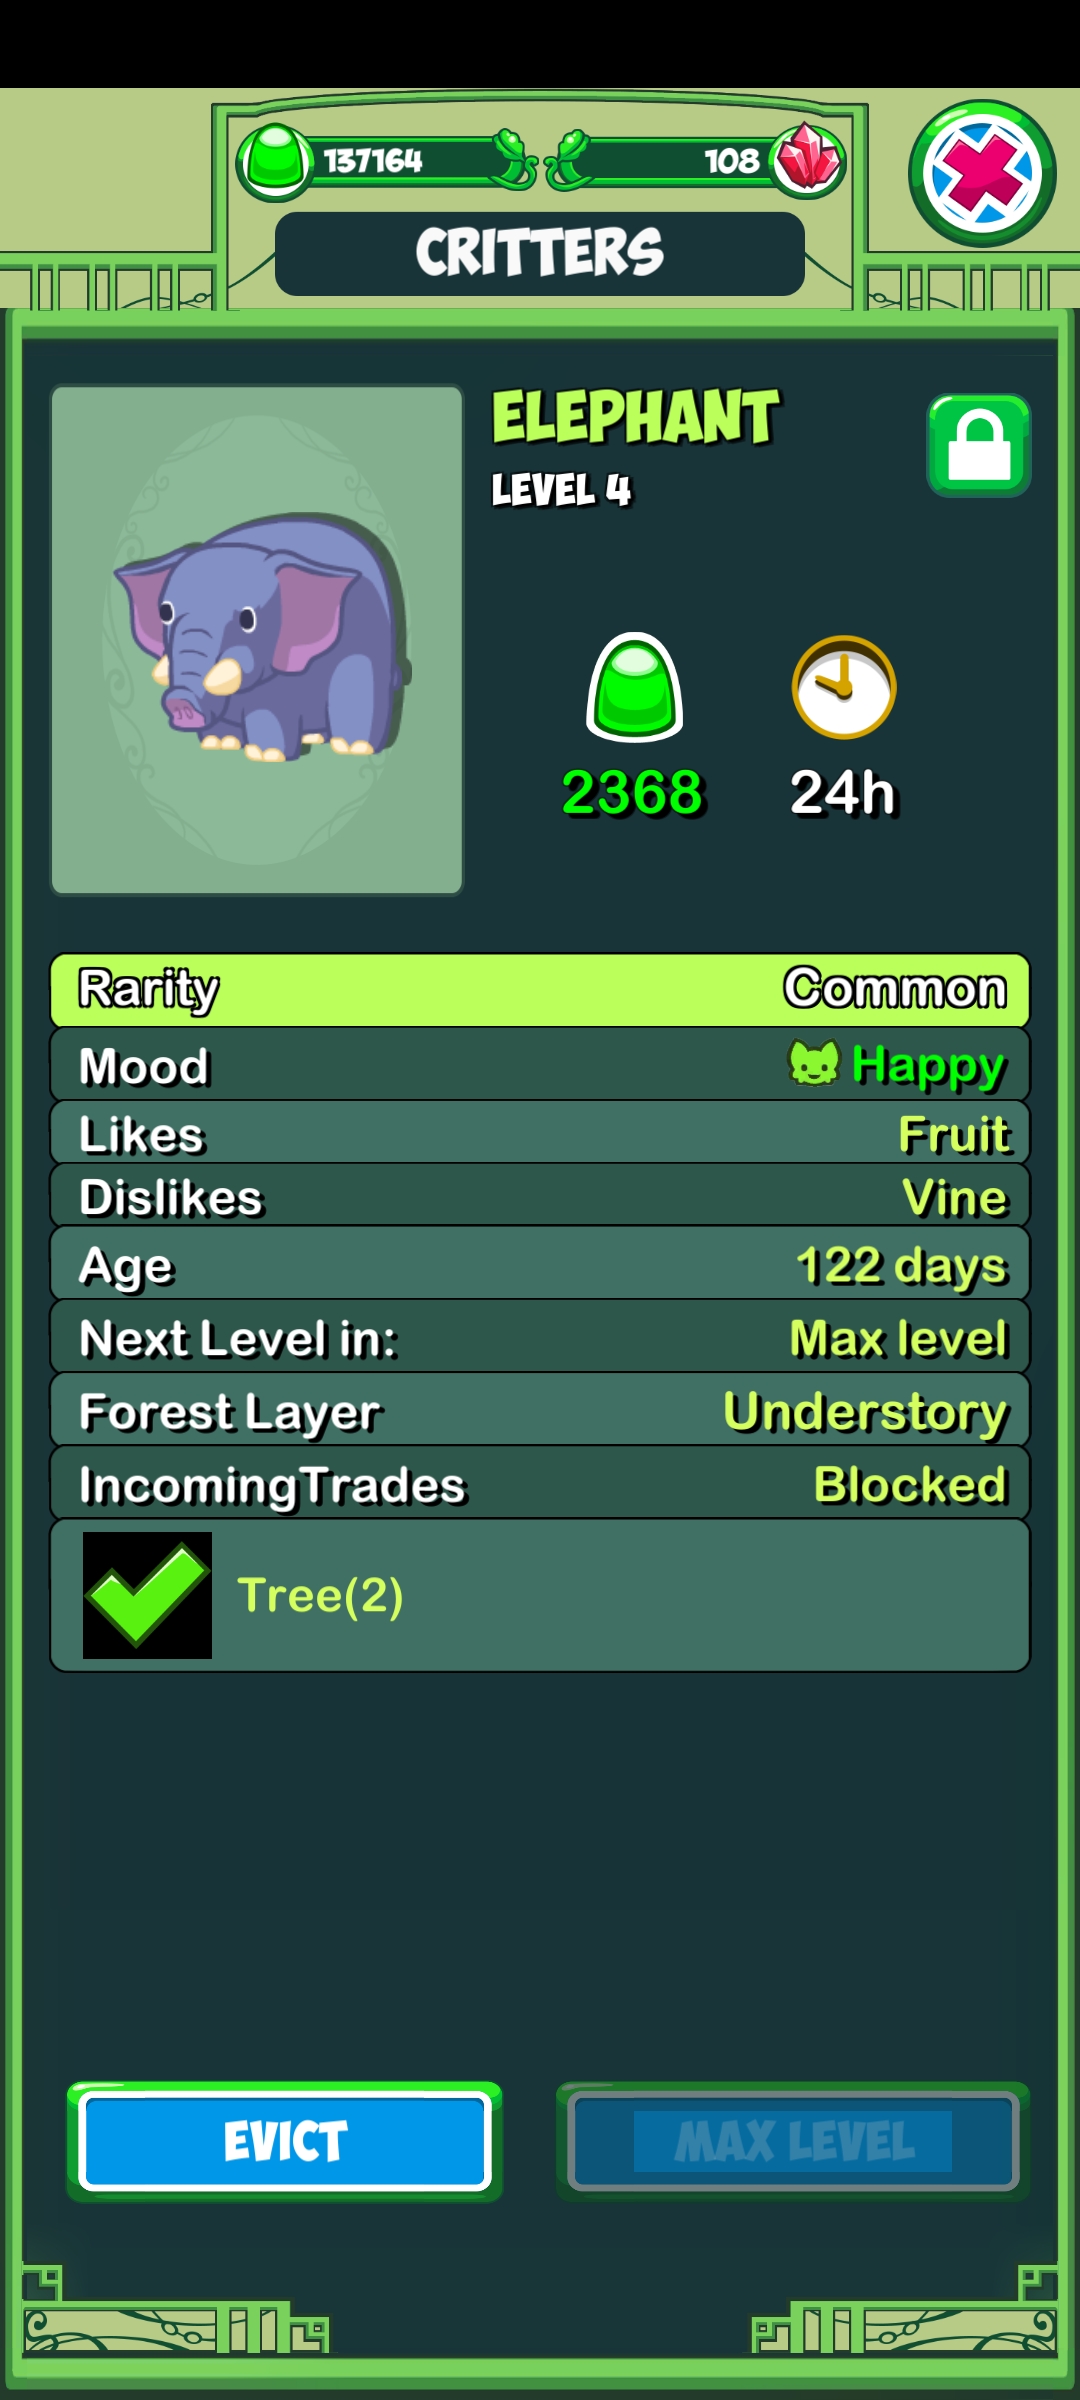 137164
108
CRITTERS
ELEPHANT
LEVEL 4
2368
24h
Rarity Common
Mood Happy
Likes Fruit
Dislikes Vine
Age 122 days
Next Level in: Max level
Forest Layer Understory
IncomingTrades Blocked
Tree(2)
EVICT
MAX LEVEL